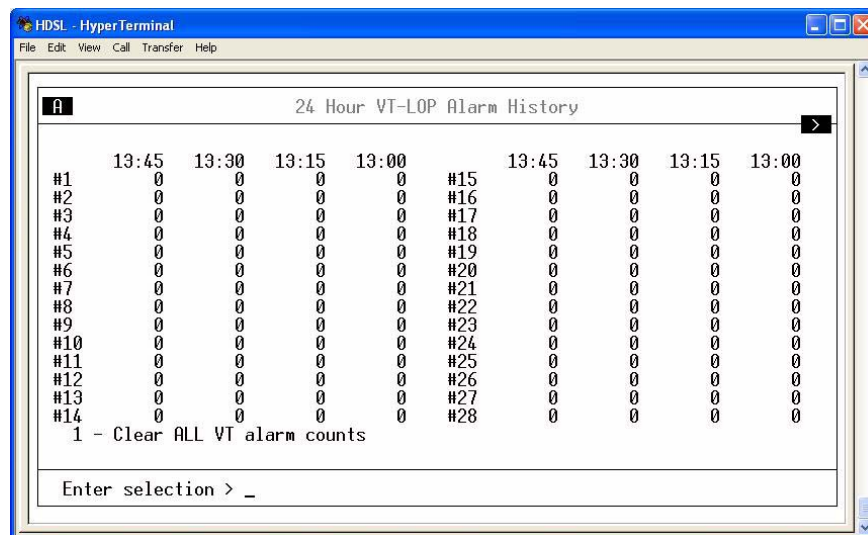 HDSL - HyperTerminal
File Edit View Call Transfer Help
A 24 Hour VT-LOP Alarm History
>
13:45 13:30 13:15 13:00 13:45 13:30 13:15 13:00
#1 0 0 0 0 #15 0 0 0 0
#2 0 0 0 0 #16 0 0 0 0
#3 0 0 0 0 #17 0 0 0 0
#4 0 0 0 0 #18 0 0 0 0
#5 0 0 0 0 #19 0 0 0 0
#6 0 0 0 0 #20 0 0 0 0
#7 0 0 0 0 #21 0 0 0 0
#8 0 0 0 0 #22 0 0 0 0
#9 0 0 0 0 #23 0 0 0 0
#10 0 0 0 0 #24 0 0 0 0
#11 0 0 0 0 #25 0 0 0 0
#12 0 0 0 0 #26 0 0 0 0
#13 0 0 0 0 #27 0 0 0 0
#14 0 0 0 0 #28 0 0 0 0
1 - Clear ALL VT alarm counts
Enter selection > _